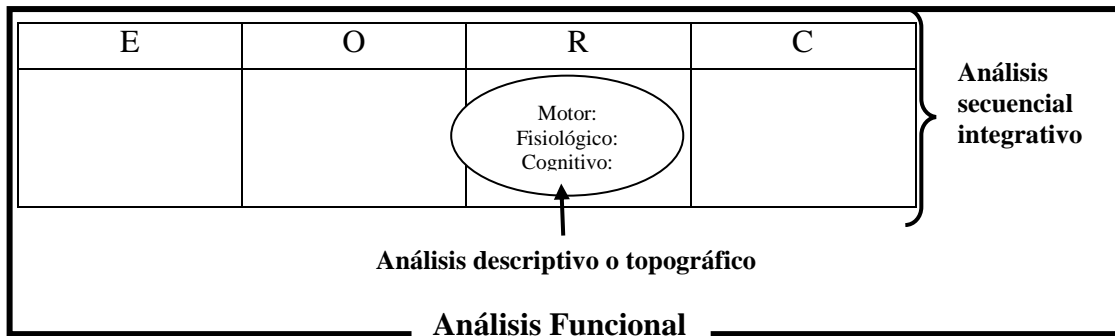 E O R C
Motor:
Fisiológico:
Cognitivo:
Análisis
secuencial
integrativo
Análisis descriptivo o topográfico
Análisis Funcional